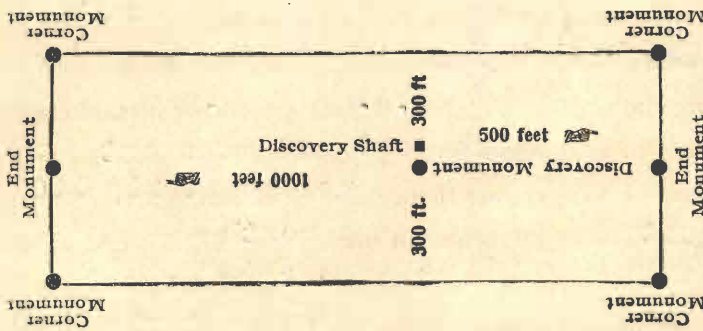 Corner
Monument
Corner
Monument
End
Monument
300 ft
Discovery Shaft
500 feet
Discovery Monument
1000 feet
300 ft.
End
Monument
Corner
Monument
Corner
Monument